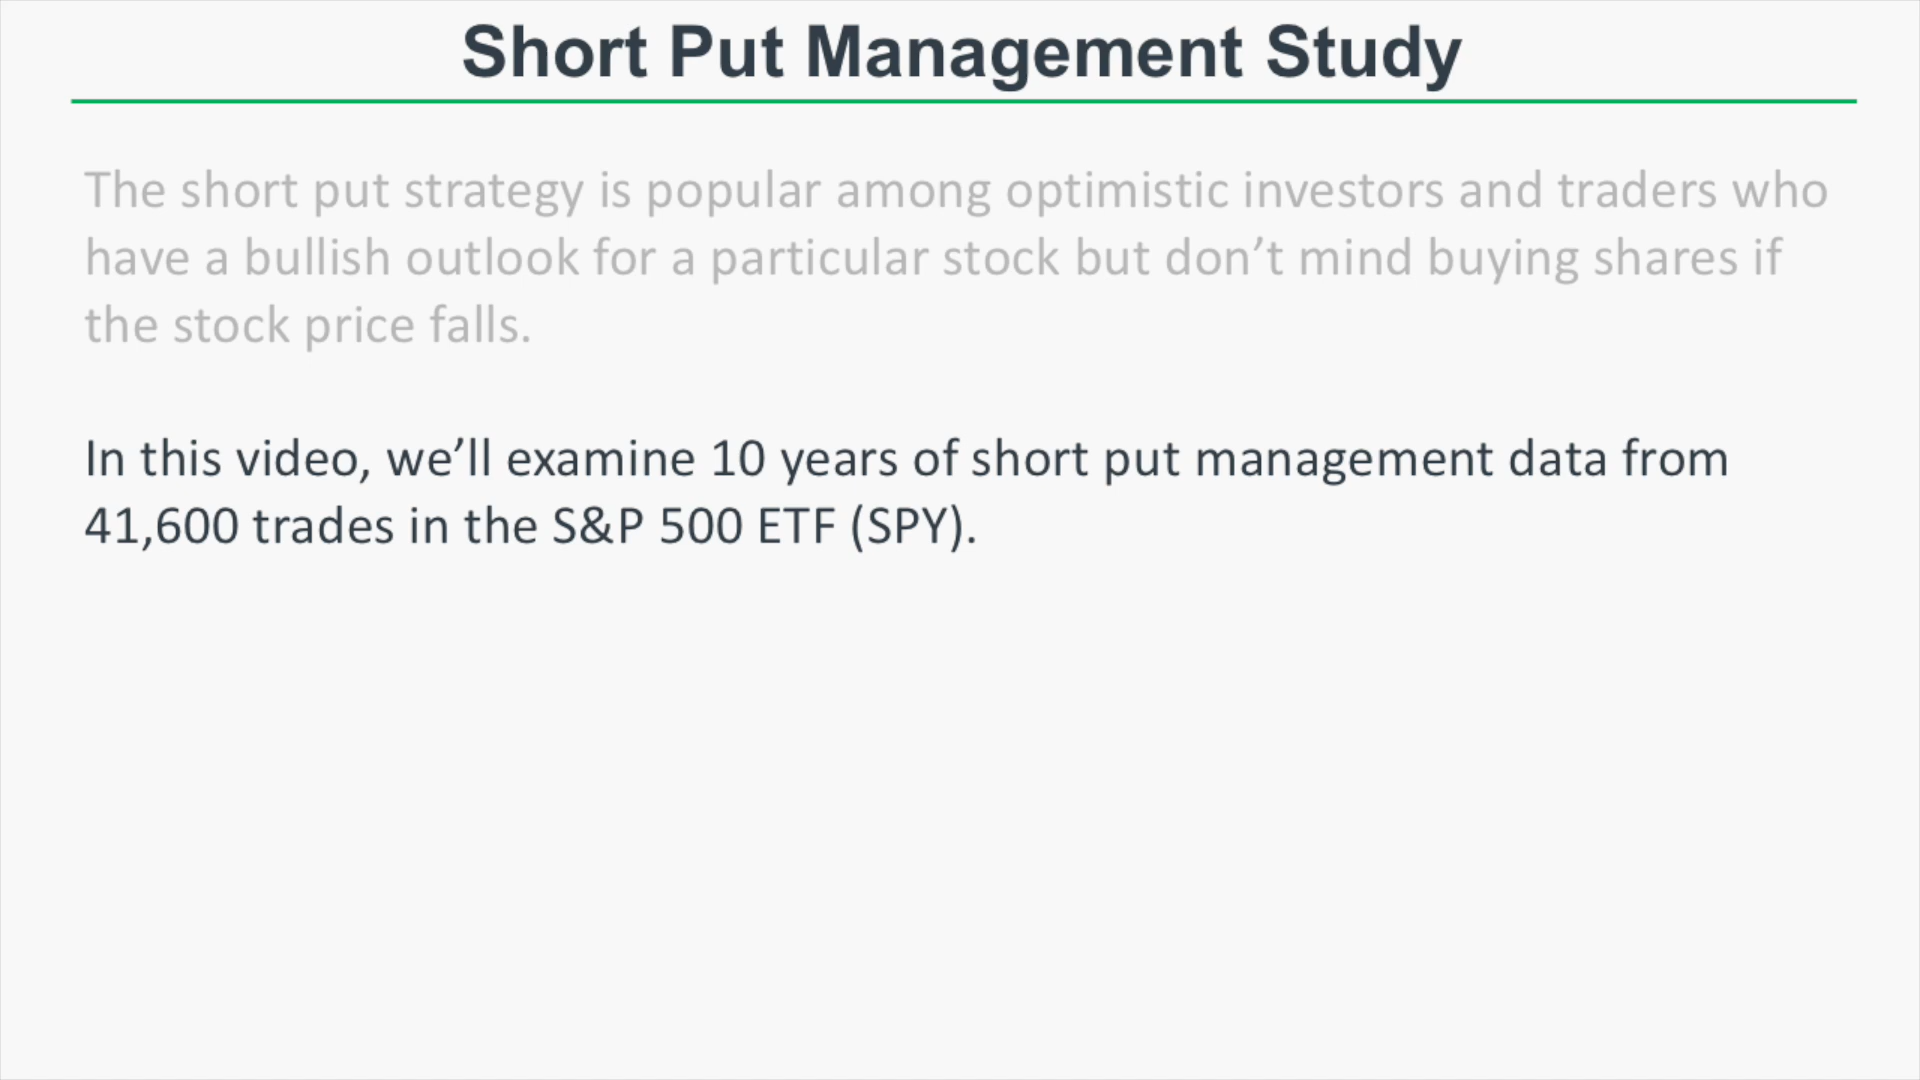 Short Put Management Study
The short put strategy is popular among optimistic investors and traders who
have a bullish outlook for a particular stock but don’t mind buying shares if
the stock price falls.
In this video, we’ll examine 10 years of short put management data from
41,600 trades in the S&P 500 ETF (SPY).